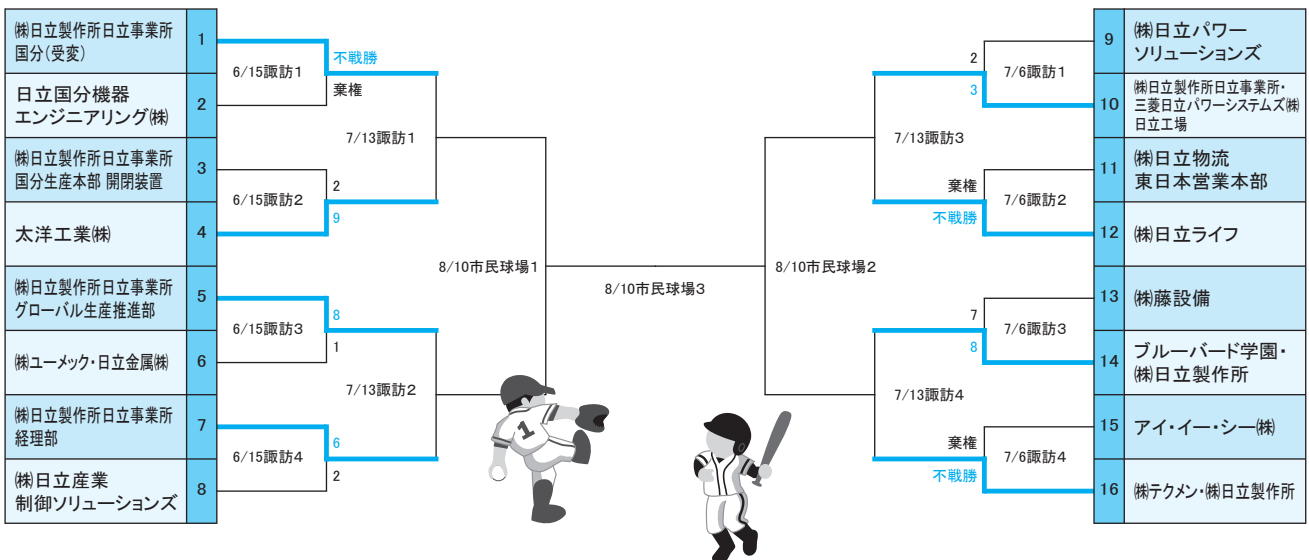 ㈱日立製作所日立事業所
国分(受変)
1
日立国分機器
エンジニアリング㈱
2
㈱日立製作所日立事業所
国分生産本部 開閉装置
3
太洋工業㈱
4
㈱日立製作所日立事業所
グローバル生産推進部
5
㈱ユーメック・日立金属㈱
6
㈱日立製作所日立事業所
経理部
7
㈱日立産業
制御ソリューションズ
8
6/15諏訪1
不戦勝
棄権
6/15諏訪2
2
9
6/15諏訪3
8
1
6/15諏訪4
6
2
7/13諏訪1
7/13諏訪2
8/10市民球場1
8/10市民球場3
8/10市民球場2
7/13諏訪3
7/13諏訪4
2
3
7/6諏訪1
棄権
不戦勝
7/6諏訪2
7
8
7/6諏訪3
棄権
不戦勝
7/6諏訪4
9
㈱日立パワー
ソリューションズ
10
㈱日立製作所日立事業所・
三菱日立パワーシステムズ㈱
日立工場
11
㈱日立物流
東日本営業本部
12
㈱日立ライフ
13
㈱藤設備
14
ブルーバード学園・
㈱日立製作所
15
アイ・イー・シー㈱
16
㈱テクメン・㈱日立製作所
1